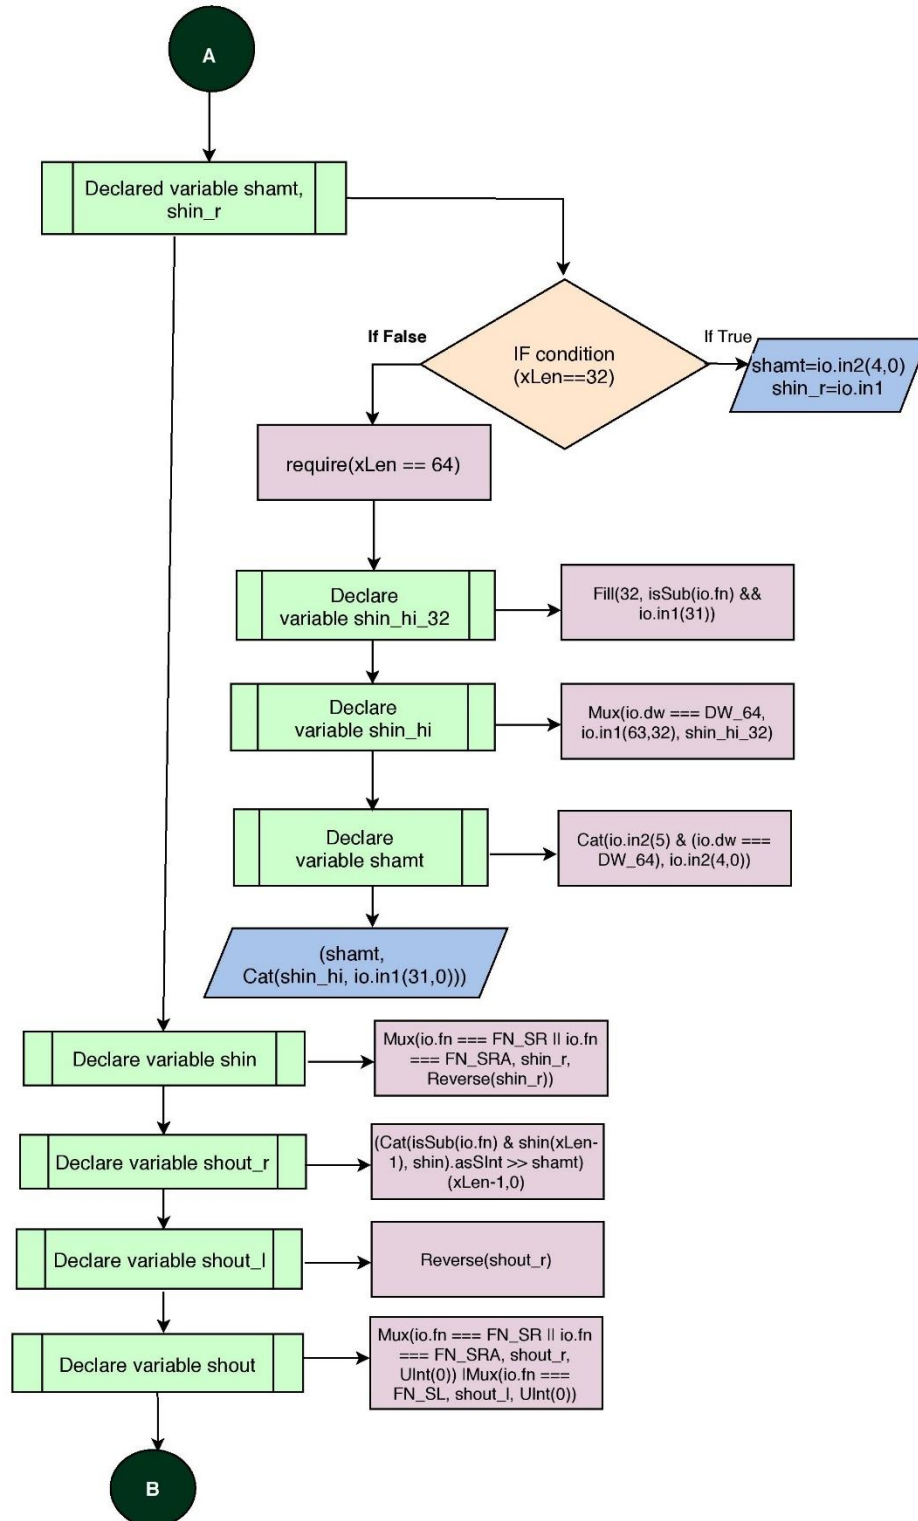 A
Declared variable shamt,
shin_r
If False
If True
IF condition
(xLen==32)
shamt=io.in2(4,0)
shin_r=io.in1
require(xLen == 64)
Declare
variable shin_hi_32
Fill(32, isSub(io.fn) &&
io.in1(31))
Declare
variable shin_hi
Mux(io.dw === DW_64,
io.in1(63,32), shin_hi_32)
Declare
variable shamt
Cat(io.in2(5) & (io.dw ===
DW_64), io.in2(4,0))
(shamt,
Cat(shin_hi, io.in1(31,0)))
Declare variable shin
Mux(io.fn === FN_SR || io.fn
=== FN_SRA, shin_r,
Reverse(shin_r))
Declare variable shout_r
(Cat(isSub(io.fn) & shin(xLen-
1), shin).asSInt >> shamt)
(xLen-1,0)
Declare variable shout_l
Reverse(shout_r)
Declare variable shout
Mux(io.fn === FN_SR || io.fn
=== FN_SRA, shout_r,
UInt(0)) |Mux(io.fn ===
FN_SL, shout_l, UInt(0))
B